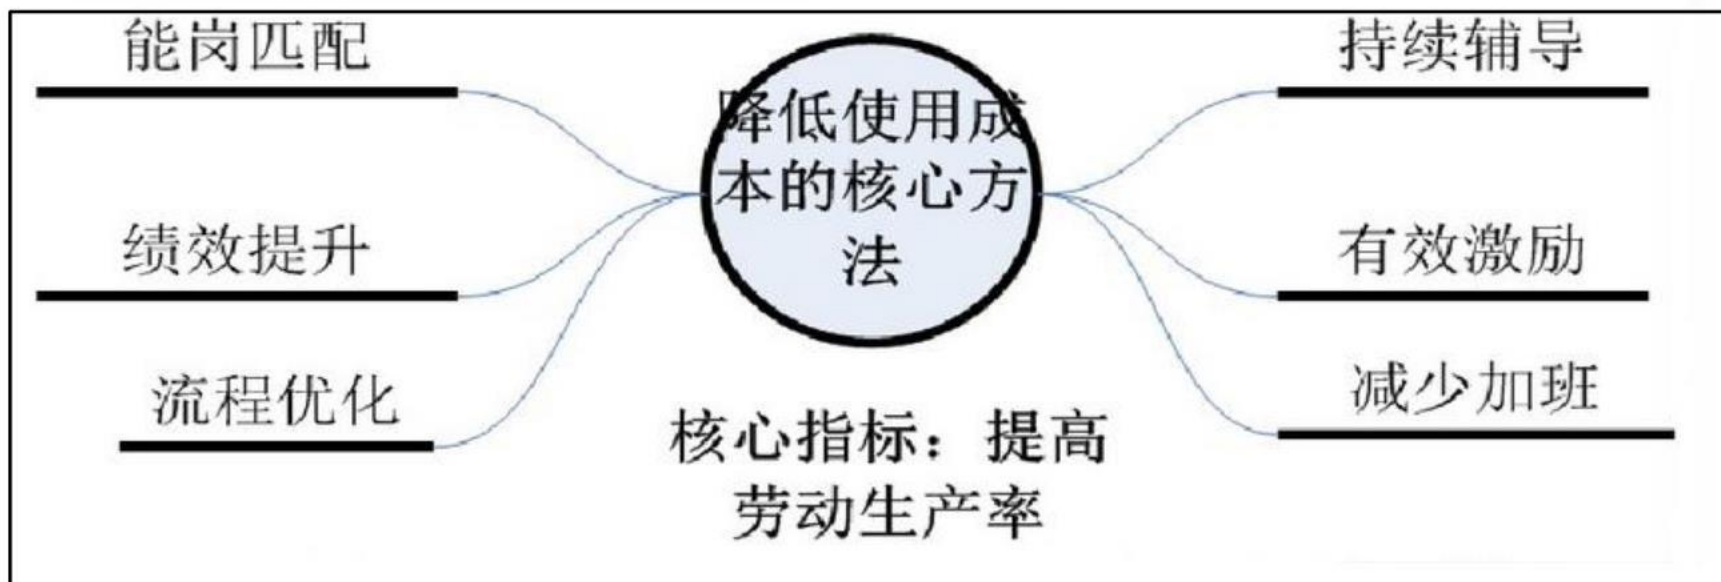 能岗匹配
绩效提升
流程优化
降低使用成
本的核心方
法
核心指标：提高
劳动生产率
持续辅导
有效激励
减少加班